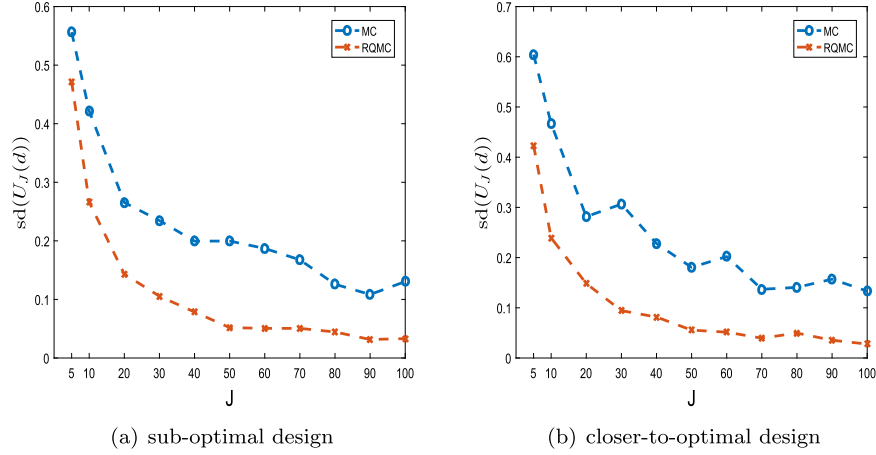 0.6
0.5
0.4
0.3
0.2
0.1
0
sd(U_J(d))
MC
RQMC
5 10 20 30 40 50 60 70 80 90 100
J
(a) sub-optimal design
0.7
0.6
0.5
0.4
0.3
0.2
0.1
0
sd(U_J(d))
MC
RQMC
5 10 20 30 40 50 60 70 80 90 100
J
(b) closer-to-optimal design